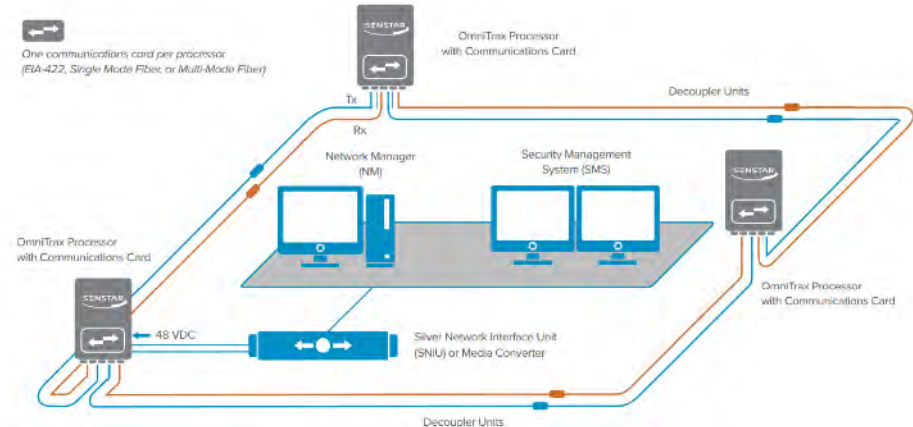 One communications card per processor
(EIA-422, Single Mode Fiber, or Multi-Mode Fiber)
SENSTAR
OmniTrax Processor
with Communications Card
Tx
Rx
Decoupler Units
Network Manager
(NM)
Security Management
System (SMS)
SENSTAR
OmniTrax Processor
with Communications Card
OmniTrax Processor
with Communications Card
SENSTAR
48 VDC
Silver Network Interface Unit
(SNIU) or Media Converter
Decoupler Units